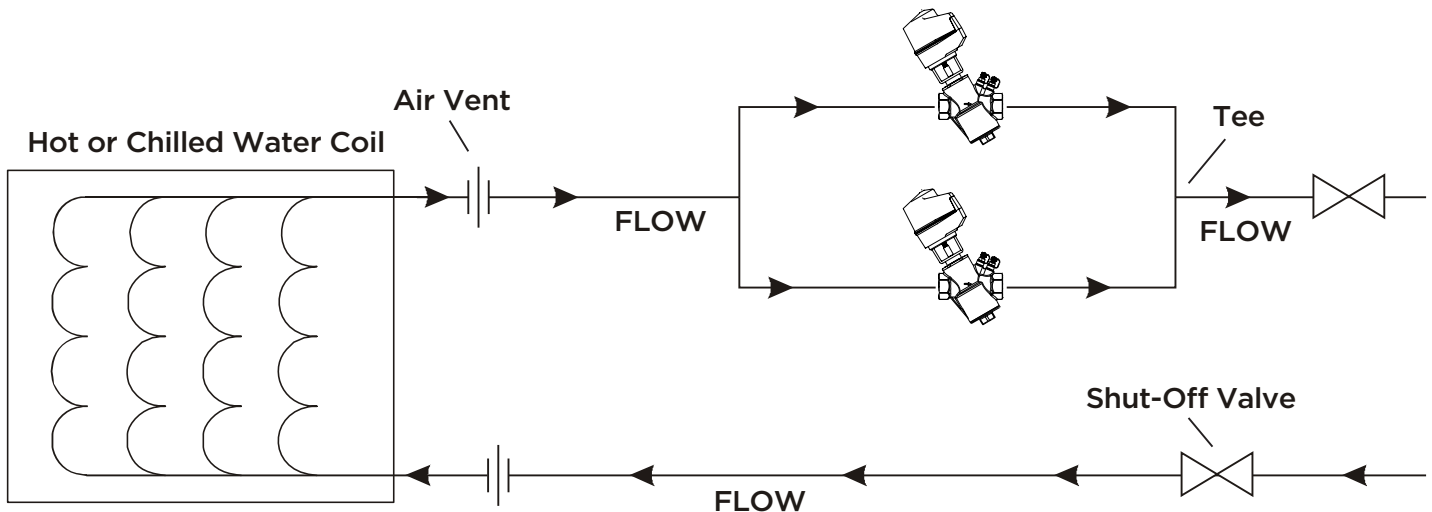 Air Vent
Hot or Chilled Water Coil
Tee
FLOW
FLOW
Shut-Off Valve
FLOW